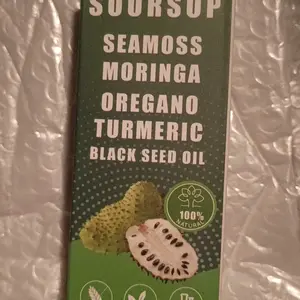 SOURSOP
SEAMOSS
MORINGA
OREGANO
TURMERIC
BLACK SEED OIL
100%
NATURAL